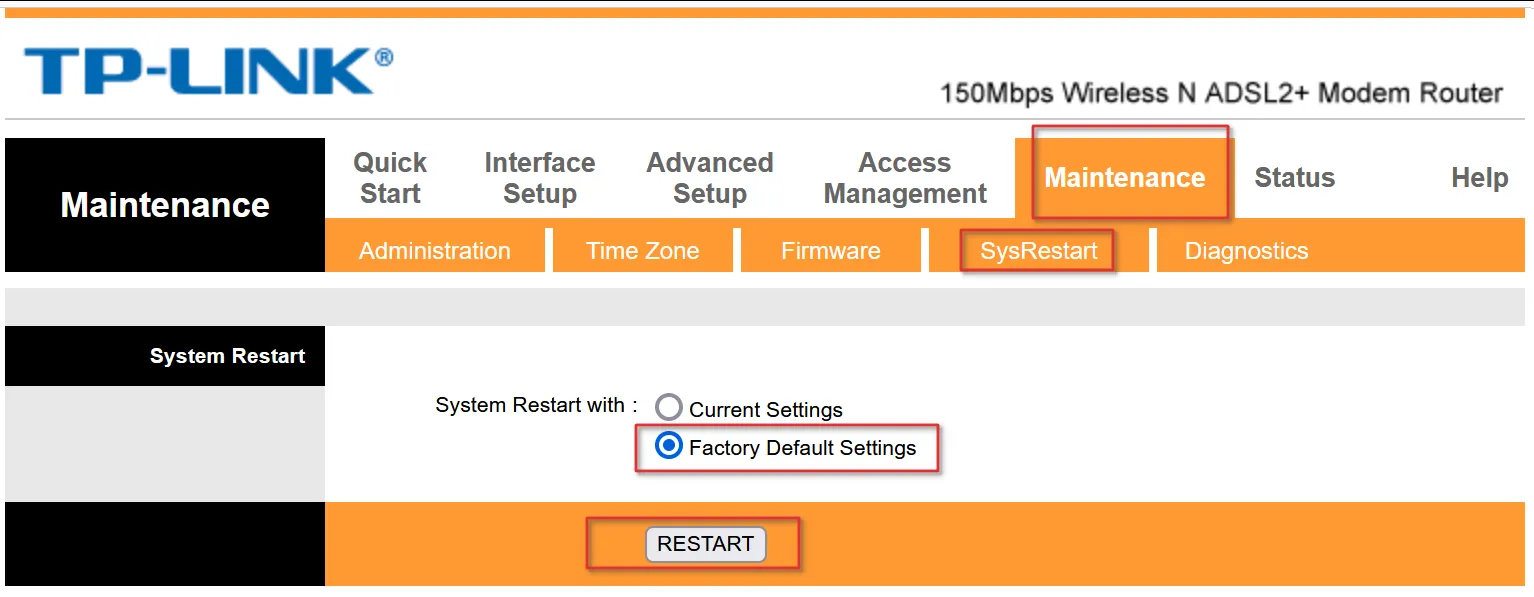 TP-LINK®
150Mbps Wireless N ADSL2+ Modem Router
Maintenance
Quick Start
Interface Setup
Advanced Setup
Access Management
Maintenance
Status
Help
Administration
Time Zone
Firmware
SysRestart
Diagnostics
System Restart
System Restart with :
Current Settings
Factory Default Settings
RESTART